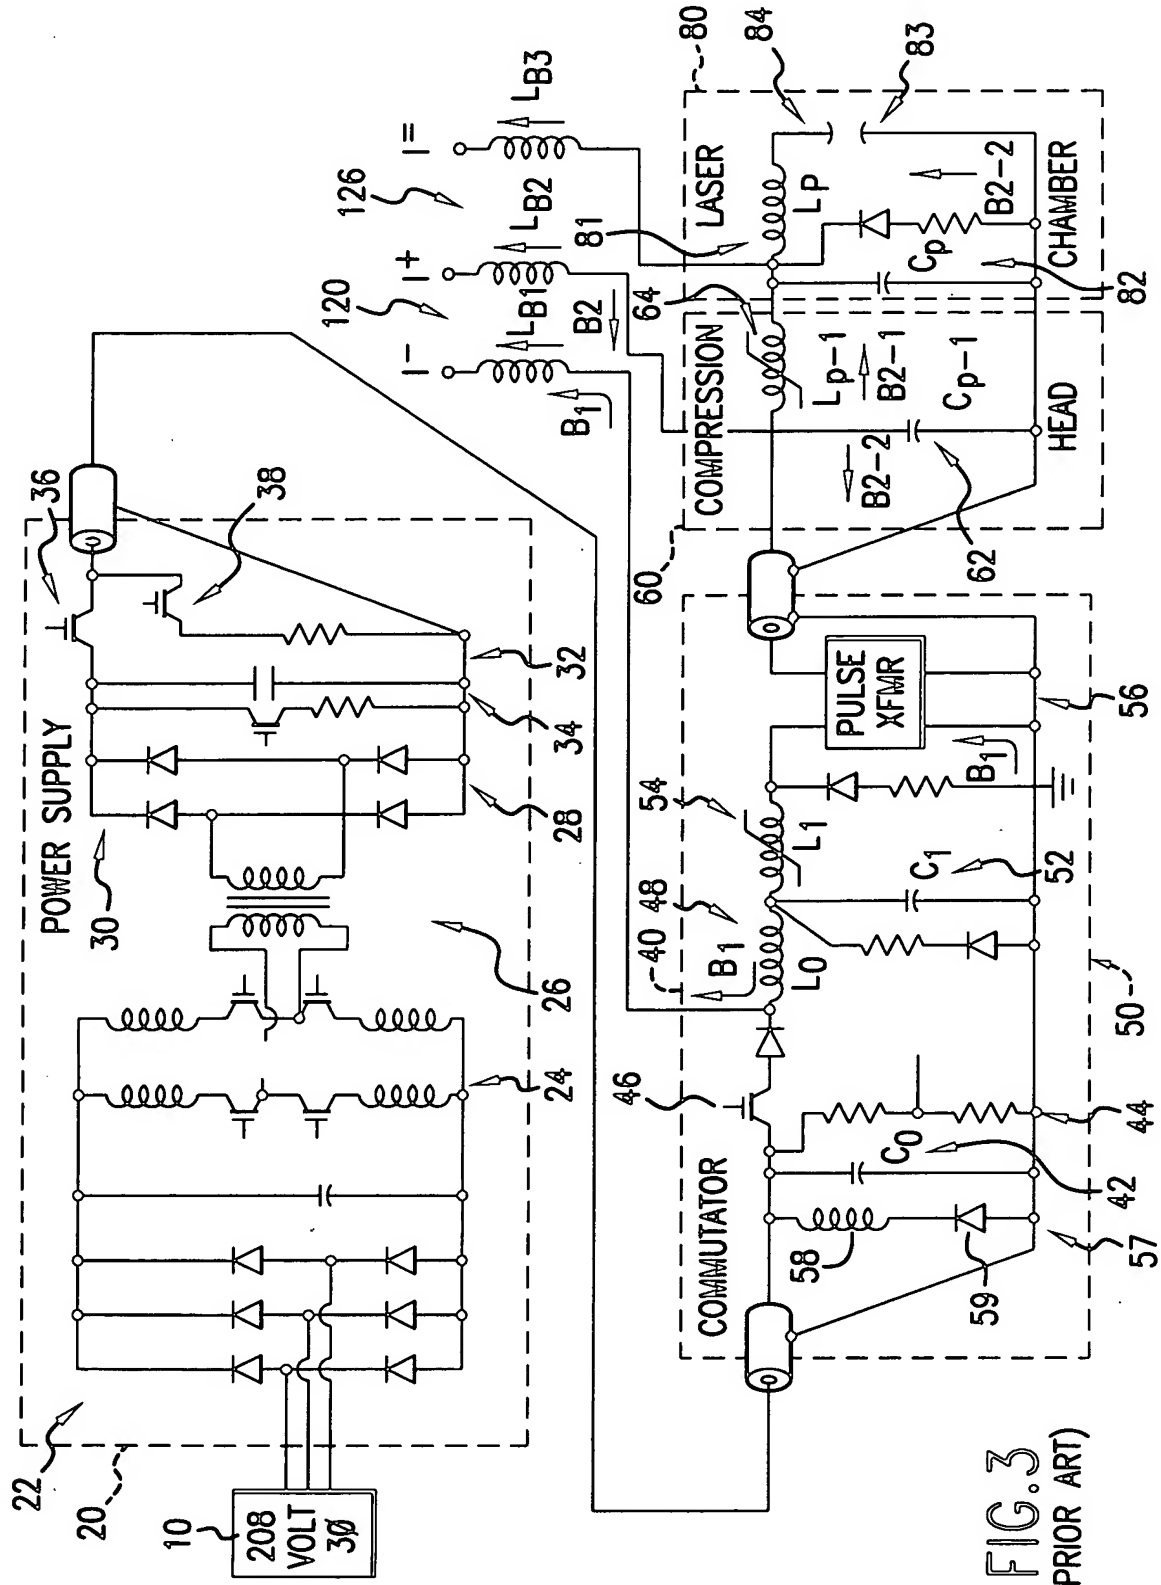 10
208
VOLT
3Ø
20
22
POWER SUPPLY
24
26
28
30
32
34
36
38
COMMUTATOR
40
42
C0
44
46
48
L0
B1
50
52
C1
54
L1
B1
PULSE
XFMR
56
57
58
59
60
COMPRESSION
HEAD
62
64
Lp-1
B2-1
Cp-1
B2-2
80
LASER
CHAMBER
81
82
Cp
LP
83
84
B2-2
120
126
I-
I+
I=
LB1
LB2
LB3
B1
B2
FIG.3
PRIOR ART)